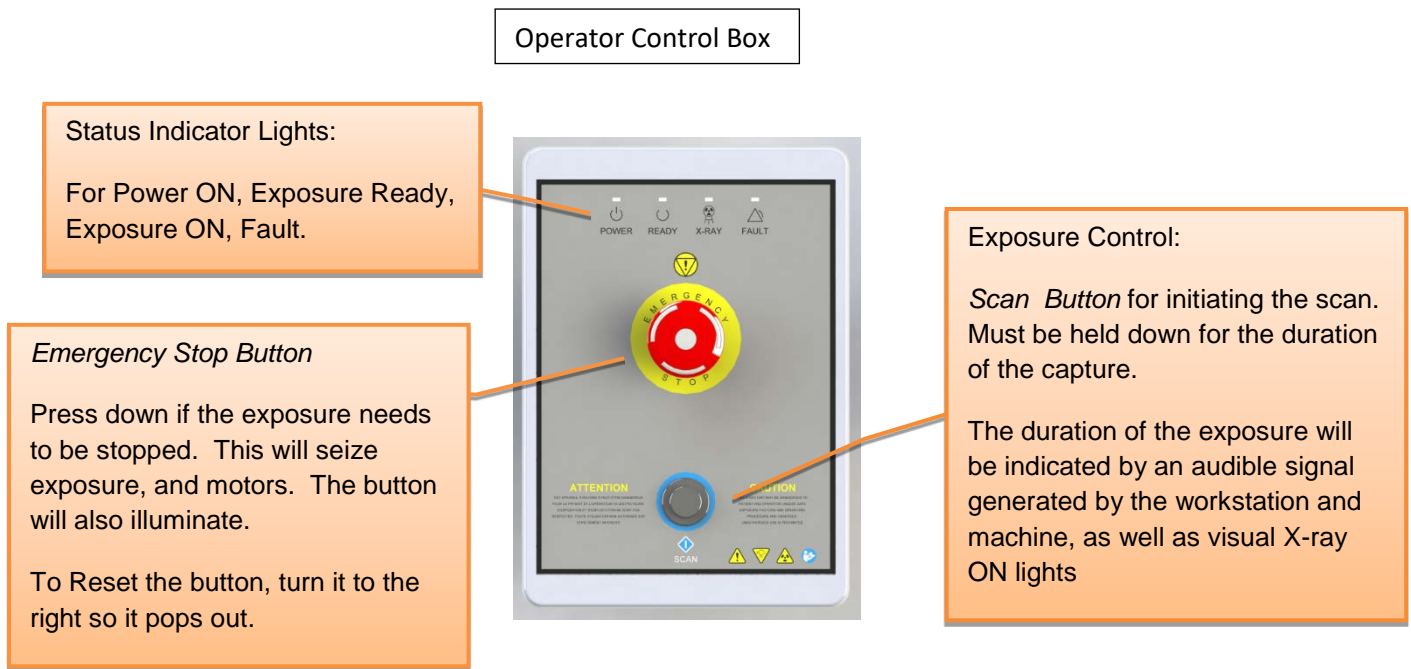 Operator Control Box
Status Indicator Lights:
For Power ON, Exposure Ready,
Exposure ON, Fault.
Emergency Stop Button
Press down if the exposure needs
to be stopped. This will seize
exposure, and motors. The button
will also illuminate.
To Reset the button, turn it to the
right so it pops out.
POWER READY X-RAY FAULT
EMERGENCY
STOP
ATTENTION
CAUTION
SCAN
Exposure Control:
Scan Button for initiating the scan.
Must be held down for the duration
of the capture.
The duration of the exposure will
be indicated by an audible signal
generated by the workstation and
machine, as well as visual X-ray
ON lights